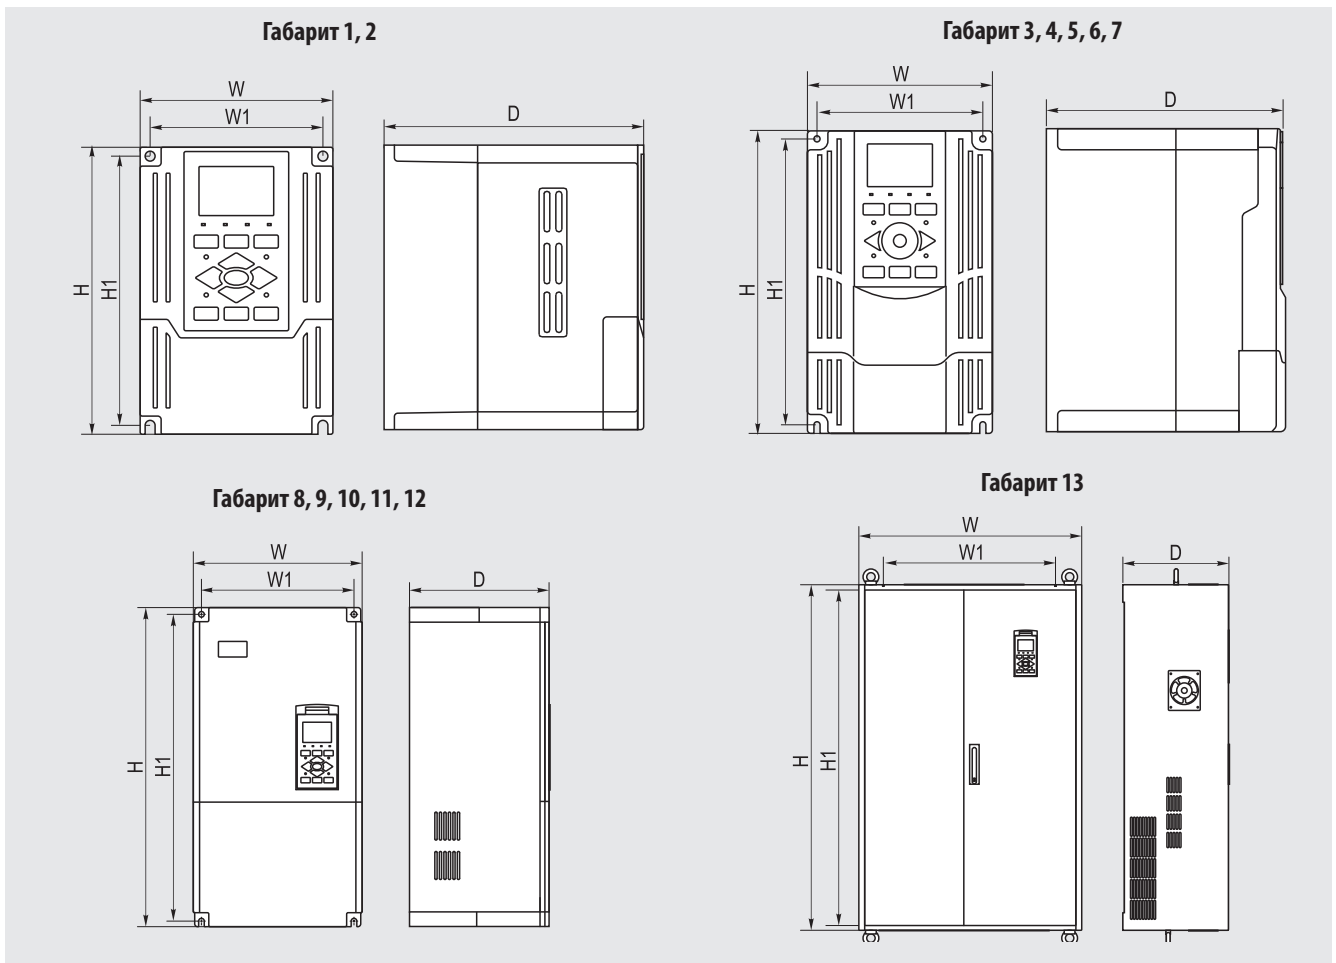 Габарит 1, 2
W
W1
D
H
H1
Габарит 3, 4, 5, 6, 7
W
W1
D
H
H1
Габарит 8, 9, 10, 11, 12
W
W1
D
H
H1
Габарит 13
W
W1
D
H
H1